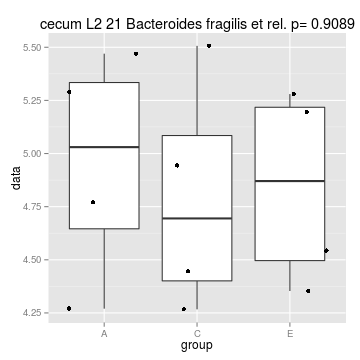 cecum L2 21 Bacteroides fragilis et rel. p= 0.9089
5.50
5.25
5.00
4.75
4.50
4.25
data
A C E
group